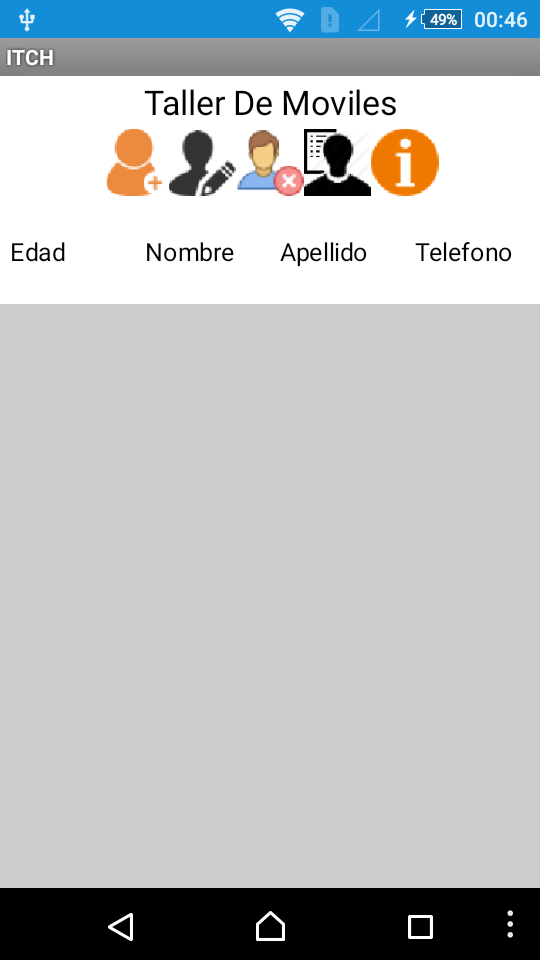 49% 00:46
ITCH
Taller De Moviles
Edad Nombre Apellido Telefono